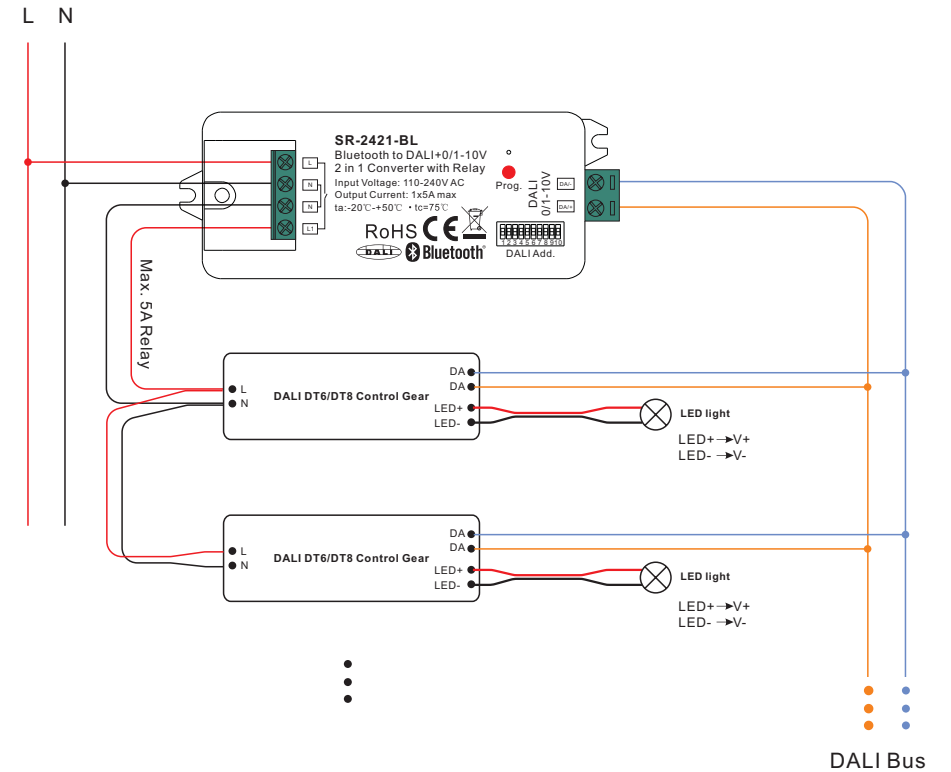 L N
SR-2421-BL
Bluetooth to DALI+0/1-10V
2 in 1 Converter with Relay
Input Voltage: 110-240V AC
Output Current: 1x5A max
ta:-20℃-+50℃ • tc=75℃
RoHS CE
DALI Bluetooth®
L
N
N
L1
Prog.
DALI
0/1-10V
DA/-
DA/+
1 2 3 4 5 6 7 8 9 10
DALI Add.
Max. 5A Relay
DALI DT6/DT8 Control Gear
L
N
DA
DA
LED+
LED-
LED light
LED+→V+
LED-→V-
DALI DT6/DT8 Control Gear
L
N
DA
DA
LED+
LED-
LED light
LED+→V+
LED-→V-
DALI Bus